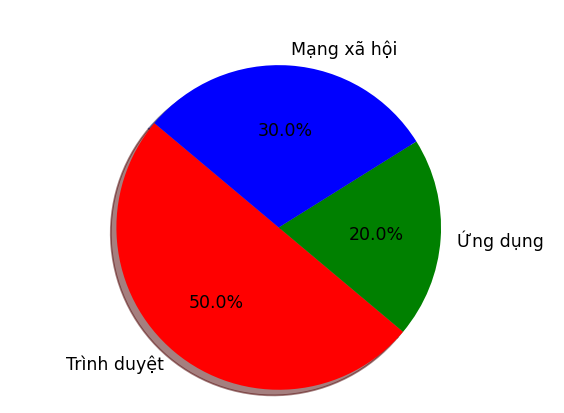 Mạng xã hội
30.0%
20.0%
Ứng dụng
50.0%
Trình duyệt